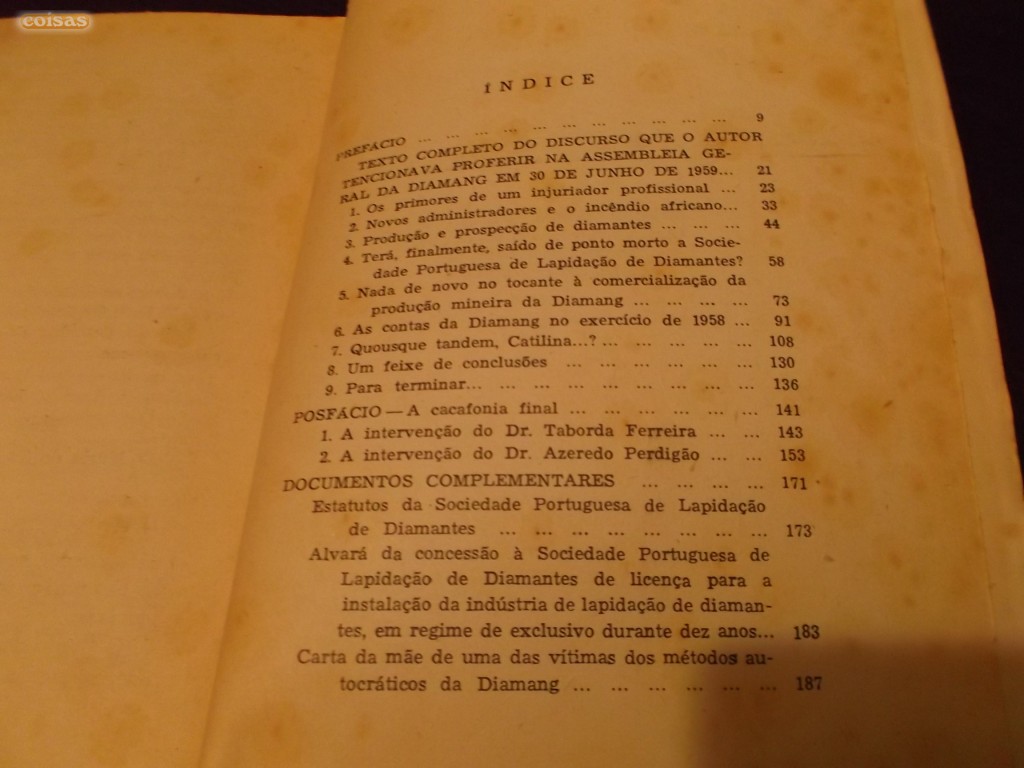 coisas
ÍNDICE
PREFÁCIO ... ... ... ... ... ... ... ... ... ... ... 9
TEXTO COMPLETO DO DISCURSO QUE O AUTOR
TENCIONAVA PROFERIR NA ASSEMBLEIA GE-
RAL DA DIAMANG EM 30 DE JUNHO DE 1959... 21
1. Os primores de um injuriador profissional ... 23
2. Novos administradores e o incêndio africano... 33
3. Produção e prospecção de diamantes ... ... ... 44
4. Terá, finalmente, saído de ponto morto a Socie-
dade Portuguesa de Lapidação de Diamantes? 58
5. Nada de novo no tocante à comercialização da
produção mineira da Diamang ... ... ... ... 73
6. As contas da Diamang no exercício de 1958 ... 91
7. Quousque tandem, Catilina...? ... ... ... ... ... 108
8. Um feixe de conclusões ... ... ... ... ... ... 130
9. Para terminar... ... ... ... ... ... ... ... ... 136
POSFÁCIO — A cacafonia final ... ... ... ... ... ... 141
1. A intervenção do Dr. Taborda Ferreira ... ... 143
2. A intervenção do Dr. Azeredo Perdigão ... ... 153
DOCUMENTOS COMPLEMENTARES ... ... ... ... 171
Estatutos da Sociedade Portuguesa de Lapidação
de Diamantes ... ... ... ... ... ... ... ... 173
Alvará da concessão à Sociedade Portuguesa de
Lapidação de Diamantes de licença para a
instalação da indústria de lapidação de diaman-
tes, em regime de exclusivo durante dez anos... 183
Carta da mãe de uma das vítimas dos métodos au-
tocráticos da Diamang ... ... ... ... ... ... 187